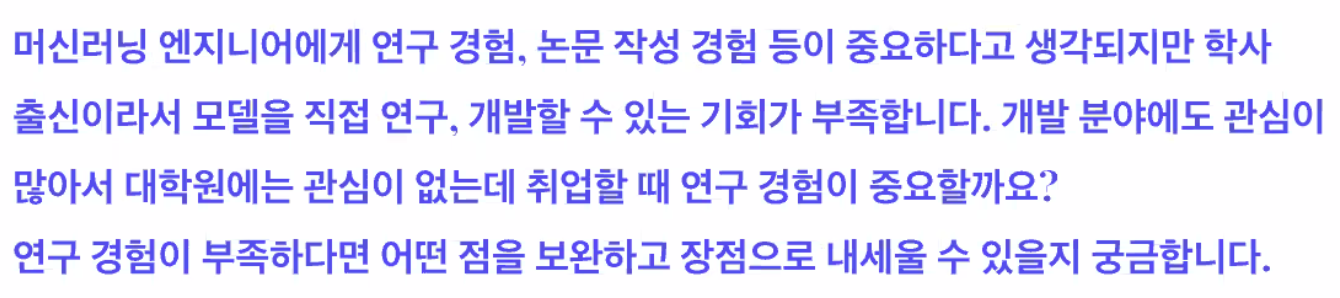 머신러닝 엔지니어에게 연구 경험, 논문 작성 경험 등이 중요하다고 생각되지만 학사
출신이라서 모델을 직접 연구, 개발할 수 있는 기회가 부족합니다. 개발 분야에도 관심이
많아서 대학원에는 관심이 없는데 취업할 때 연구 경험이 중요할까요?
연구 경험이 부족하다면 어떤 점을 보완하고 장점으로 내세울 수 있을지 궁금합니다.